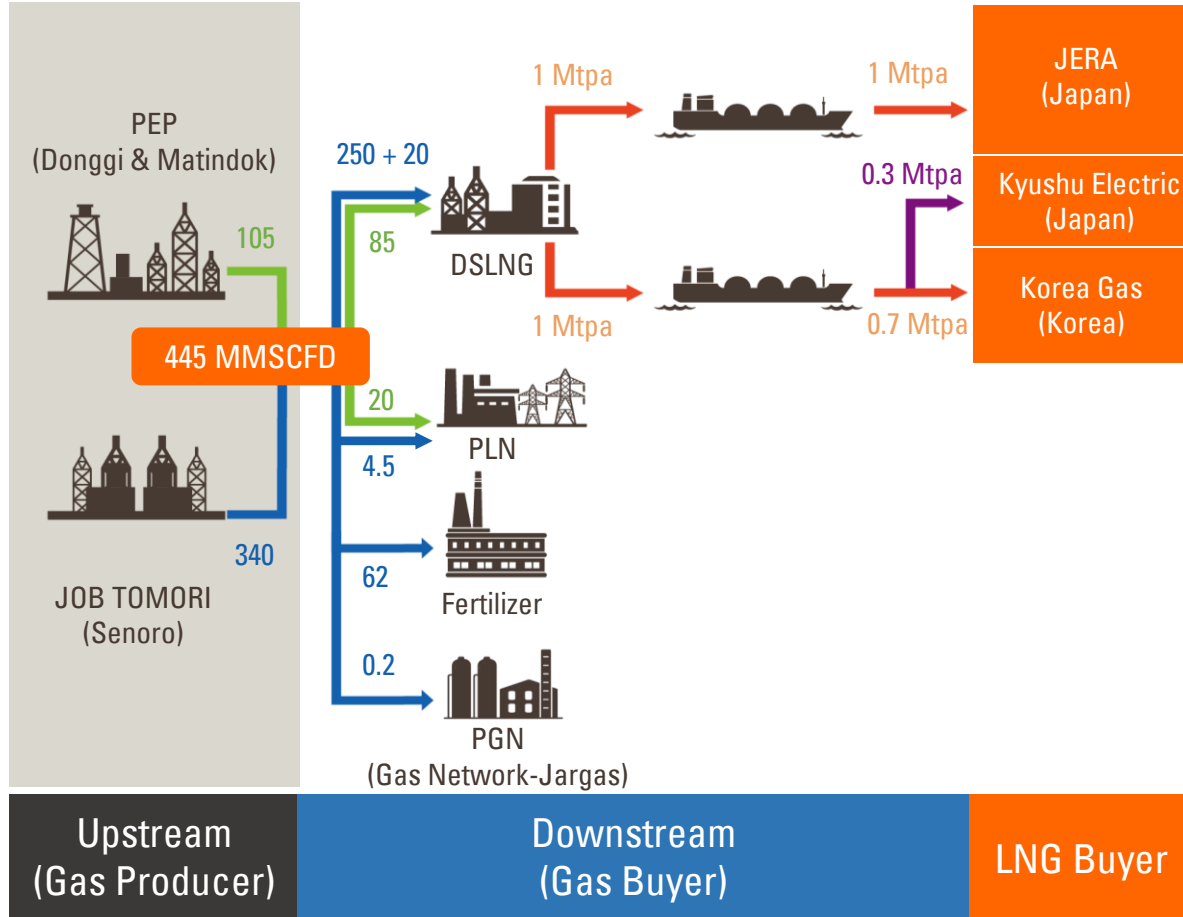 PEP
(Donggi & Matindok)
105
445 MMSCFD
340
JOB TOMORI
(Senoro)
250 + 20
85
DSLNG
20
PLN
4.5
62
Fertilizer
0.2
PGN
(Gas Network-Jargas)
1 Mtpa
1 Mtpa
1 Mtpa
0.3 Mtpa
0.7 Mtpa
JERA
(Japan)
Kyushu Electric
(Japan)
Korea Gas
(Korea)
Upstream
(Gas Producer)
Downstream
(Gas Buyer)
LNG Buyer